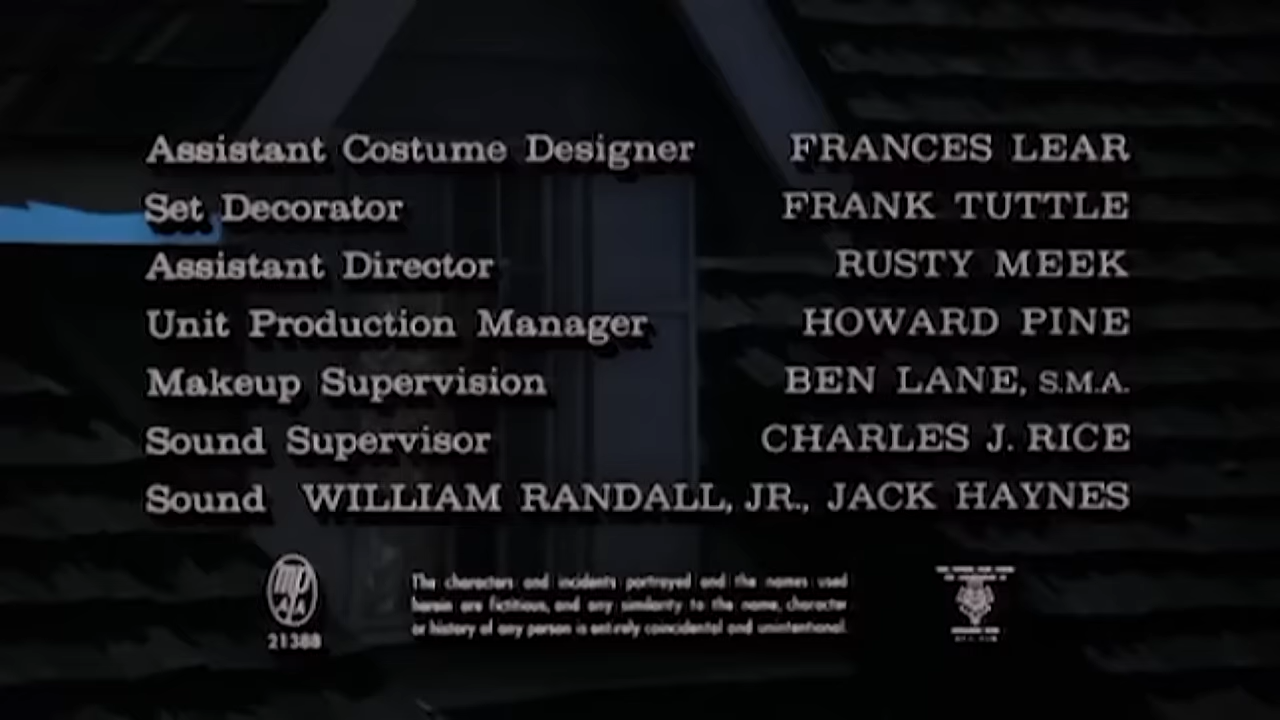 Assistant Costume Designer FRANCES LEAR
Set Decorator FRANK TUTTLE
Assistant Director RUSTY MEEK
Unit Production Manager HOWARD PINE
Makeup Supervision BEN LANE, S.M.A.
Sound Supervisor CHARLES J. RICE
Sound WILLIAM RANDALL, JR., JACK HAYNES
The characters and incidents portrayed and the names used
herein are fictitious, and any similarity to the name, character
or history of any person is entirely coincidental and unintentional.
21388